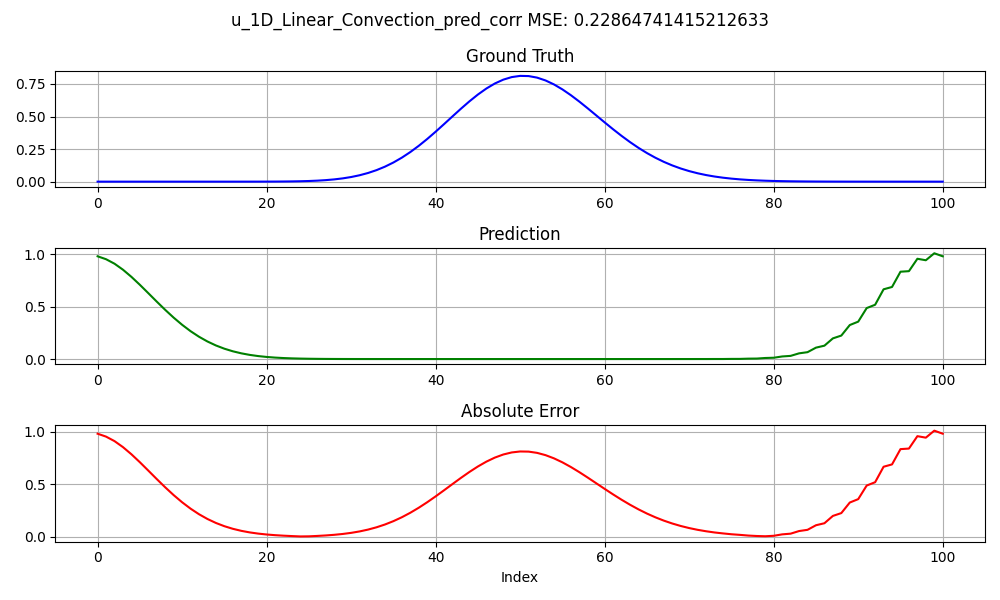 u_1D_Linear_Convection_pred_corr MSE: 0.22864741415212633
Ground Truth
0.75
0.50
0.25
0.00
0 20 40 60 80 100
Prediction
1.0
0.5
0.0
0 20 40 60 80 100
Absolute Error
1.0
0.5
0.0
0 20 40 60 80 100
Index